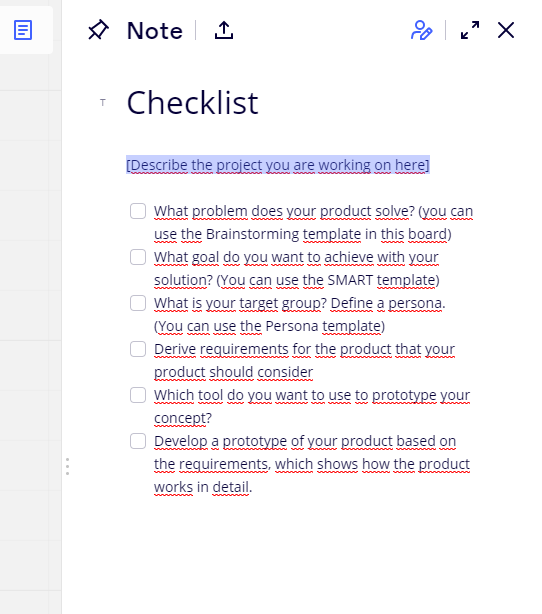 Note
T
Checklist
[Describe the project you are working on here]
What problem does your product solve? (you can
use the Brainstorming template in this board)
What goal do you want to achieve with your
solution? (You can use the SMART template)
What is your target group? Define a persona.
(You can use the Persona template)
Derive requirements for the product that your
product should consider
Which tool do you want to use to prototype your
concept?
Develop a prototype of your product based on
the requirements, which shows how the product
works in detail.